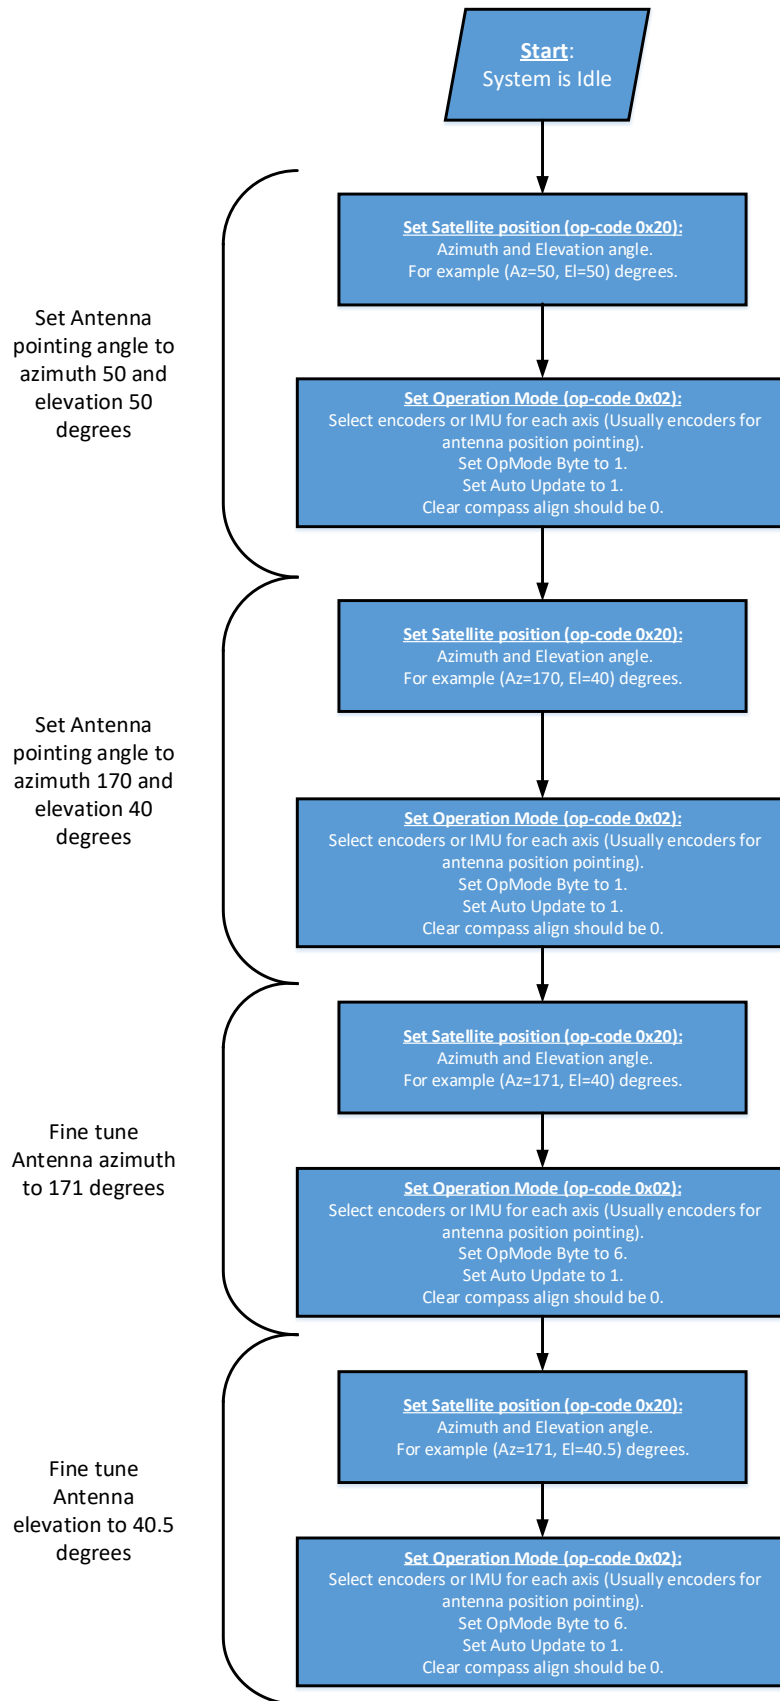 Start:
System is Idle
Set Satellite position (op-code 0x20):
Azimuth and Elevation angle.
For example (Az=50, El=50) degrees.
Set Antenna
pointing angle to
azimuth 50 and
elevation 50
degrees
Set Operation Mode (op-code 0x02):
Select encoders or IMU for each axis (Usually encoders for
antenna position pointing).
Set OpMode Byte to 1.
Set Auto Update to 1.
Clear compass align should be 0.
Set Satellite position (op-code 0x20):
Azimuth and Elevation angle.
For example (Az=170, El=40) degrees.
Set Antenna
pointing angle to
azimuth 170 and
elevation 40
degrees
Set Operation Mode (op-code 0x02):
Select encoders or IMU for each axis (Usually encoders for
antenna position pointing).
Set OpMode Byte to 1.
Set Auto Update to 1.
Clear compass align should be 0.
Set Satellite position (op-code 0x20):
Azimuth and Elevation angle.
For example (Az=171, El=40) degrees.
Fine tune
Antenna azimuth
to 171 degrees
Set Operation Mode (op-code 0x02):
Select encoders or IMU for each axis (Usually encoders for
antenna position pointing).
Set OpMode Byte to 6.
Set Auto Update to 1.
Clear compass align should be 0.
Set Satellite position (op-code 0x20):
Azimuth and Elevation angle.
For example (Az=171, El=40.5) degrees.
Fine tune
Antenna
elevation to 40.5
degrees
Set Operation Mode (op-code 0x02):
Select encoders or IMU for each axis (Usually encoders for
antenna position pointing).
Set OpMode Byte to 6.
Set Auto Update to 1.
Clear compass align should be 0.